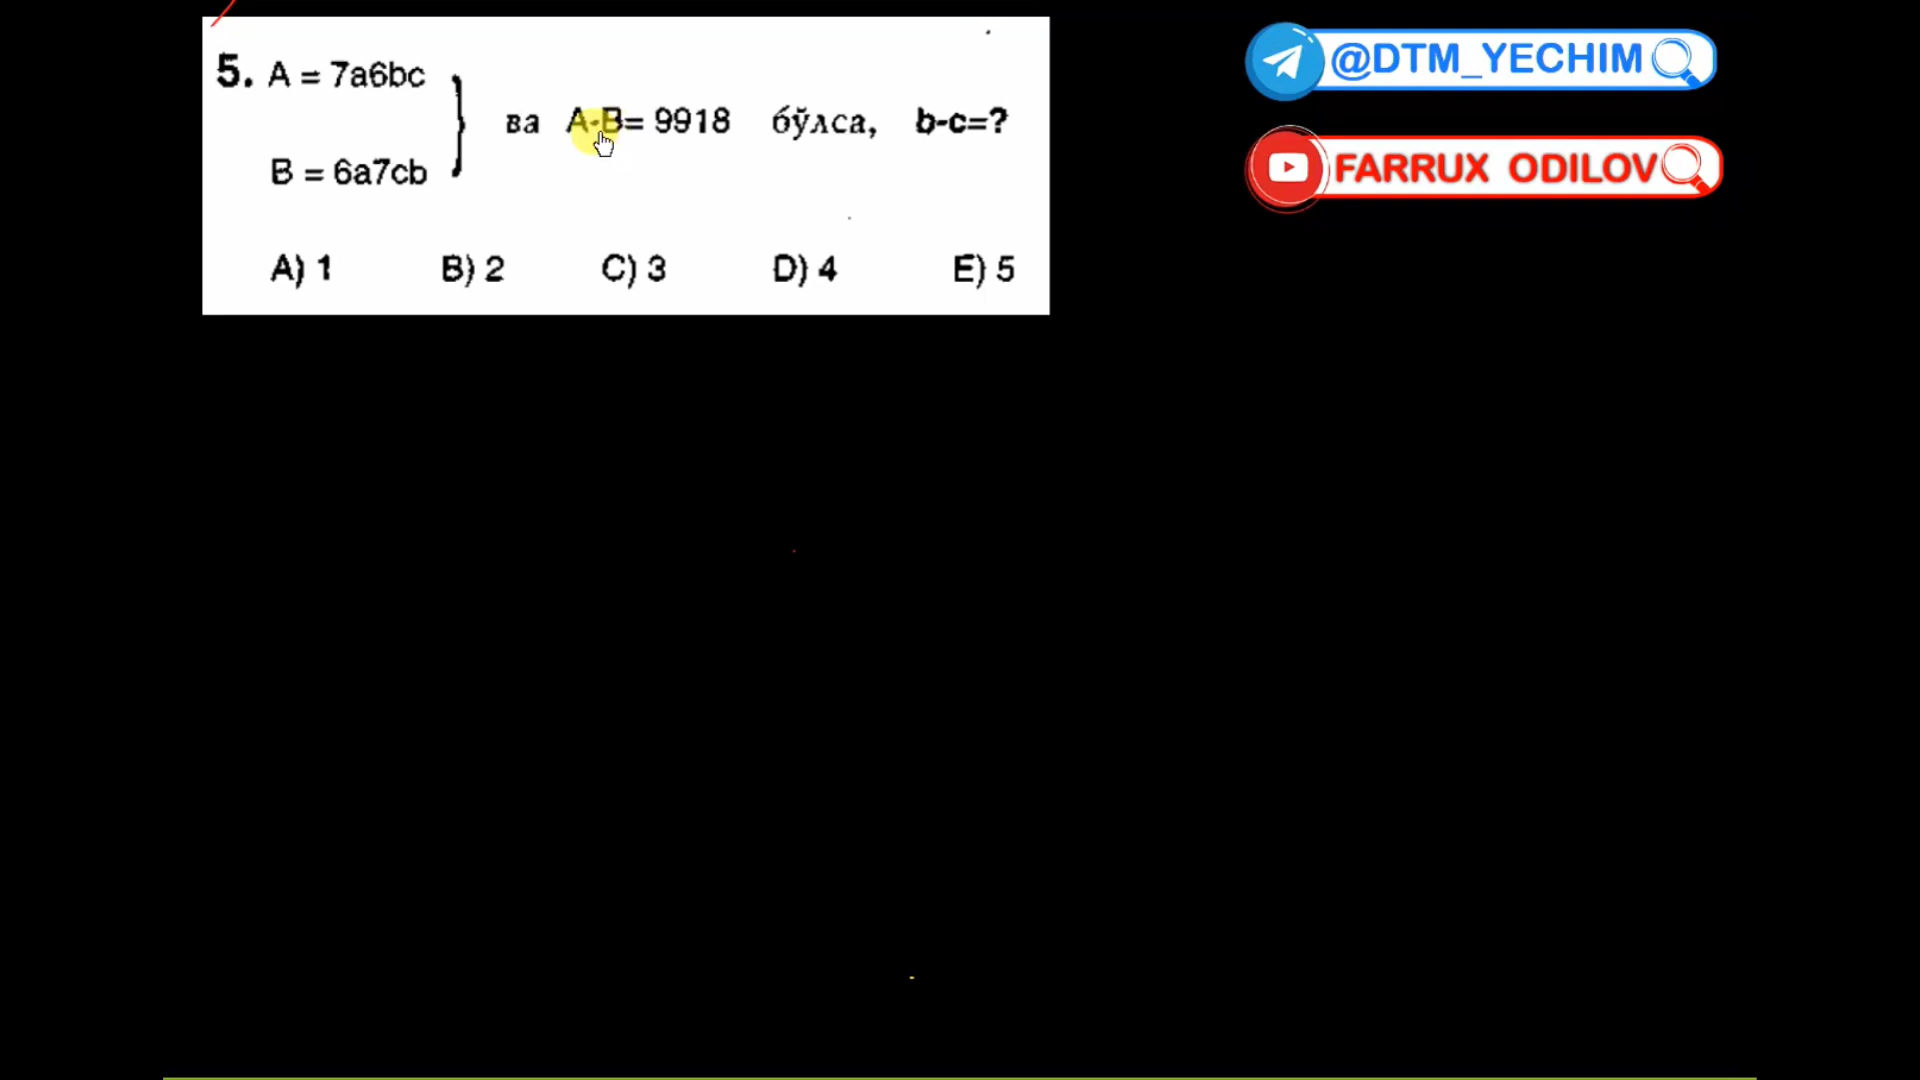 5. A = 7a6bc
ва A-B= 9918 бўлса, b-c=?
B = 6a7cb
A) 1 B) 2 C) 3 D) 4 E) 5
@DTM_YECHIM
FARRUX ODILOV